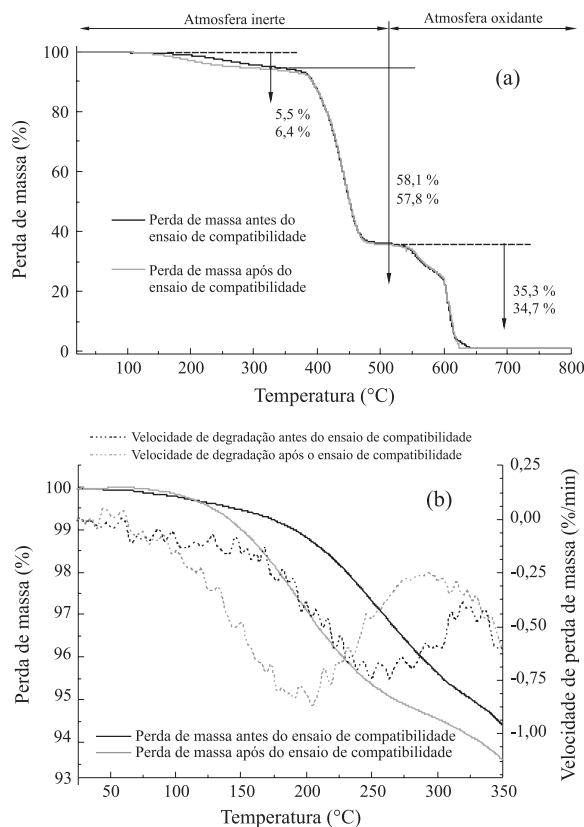 Atmosfera inerte
Atmosfera oxidante
100
80
60
40
20
0
(a)
5,5 %
6,4 %
58,1 %
57,8 %
35,3 %
34,7 %
Perda de massa antes do
ensaio de compatibilidade
Perda de massa após do
ensaio de compatibilidade
Perda de massa (%)
100
200
300
400
500
600
700
800
Temperatura (°C)
Velocidade de degradação antes do ensaio de compatibilidade
Velocidade de degradação após o ensaio de compatibilidade
(b)
100
99
98
97
96
95
94
93
Perda de massa (%)
0,25
0,00
-0,25
-0,50
-0,75
-1,00
Velocidade de perda de massa (%/min)
Perda de massa antes do ensaio de compatibilidade
Perda de massa após do ensaio de compatibilidade
50
100
150
200
250
300
350
Temperatura (°C)